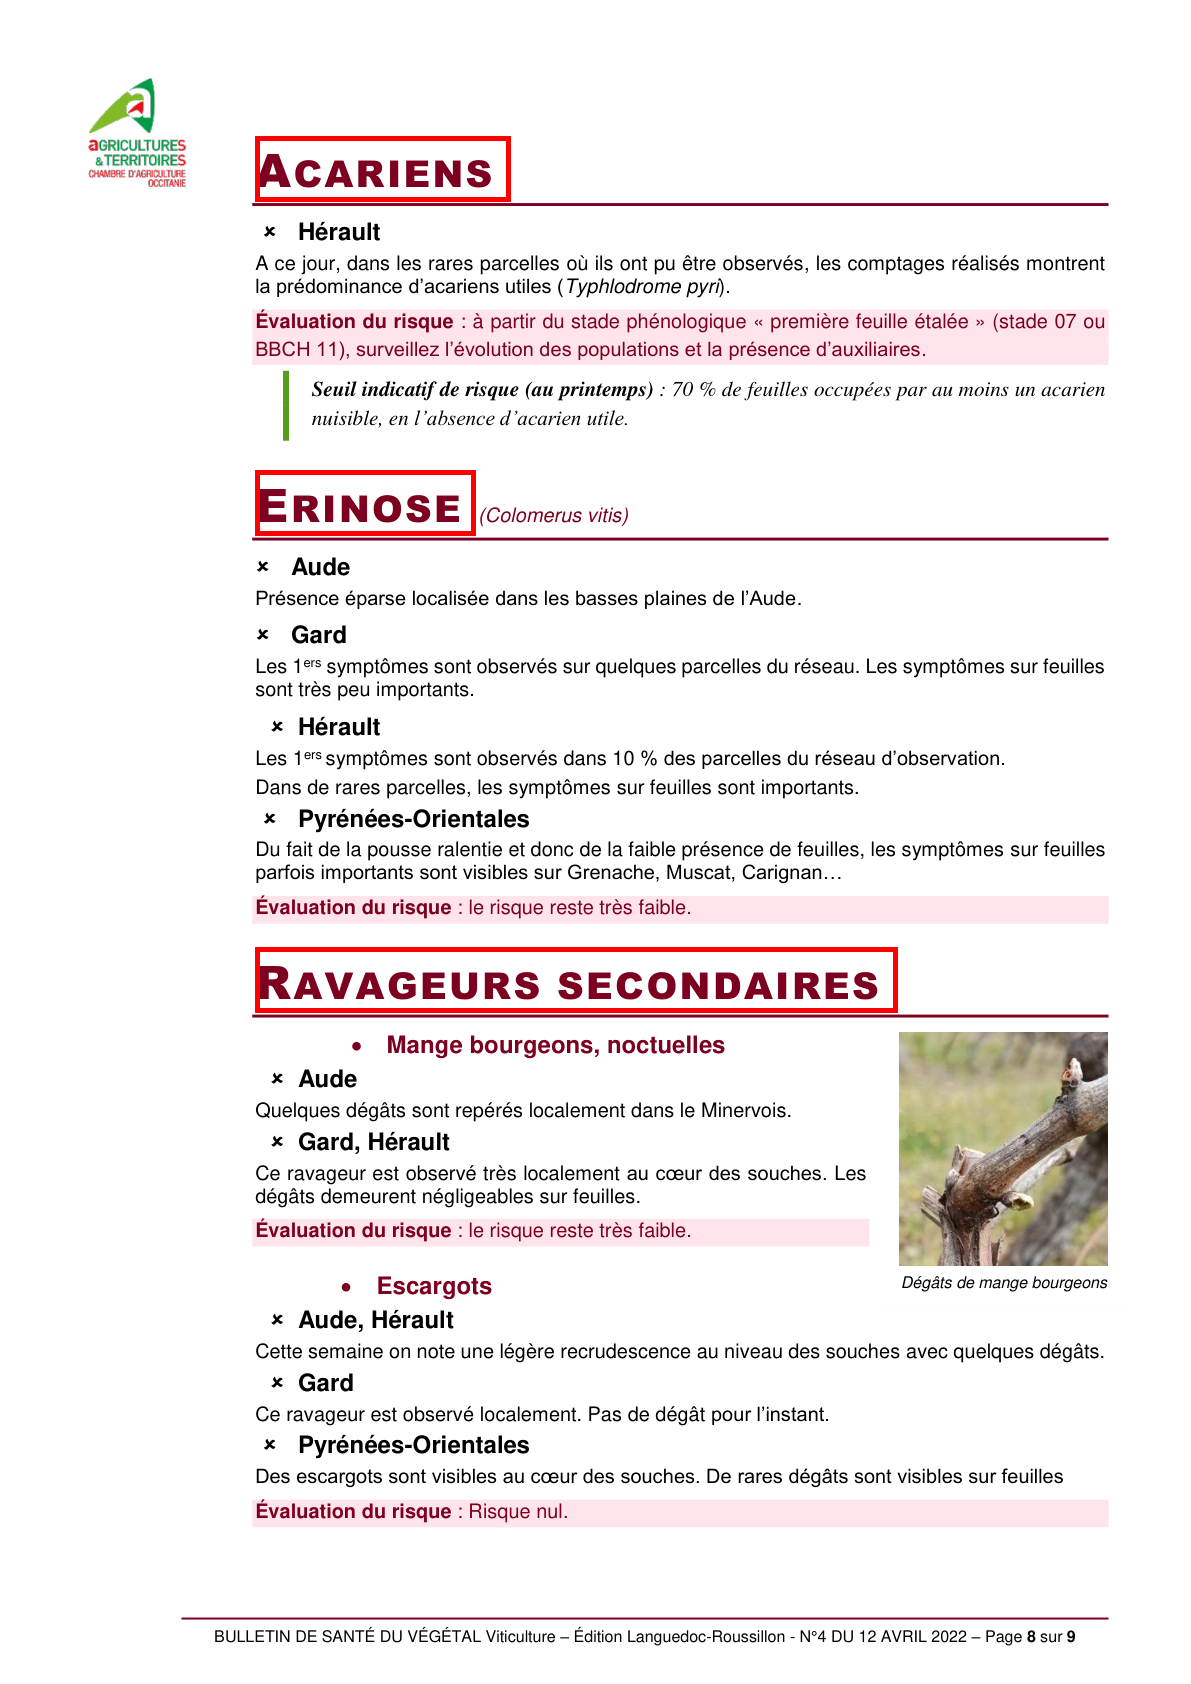 aGRICULTURES
& TERRITOIRES
CHAMBRE D'AGRICULTURE
OCCITANIE
ACARIENS
× Hérault
A ce jour, dans les rares parcelles où ils ont pu être observés, les comptages réalisés montrent
la prédominance d'acariens utiles (Typhlodrome pyri).
Évaluation du risque : à partir du stade phénologique « première feuille étalée » (stade 07 ou
BBCH 11), surveillez l'évolution des populations et la présence d'auxiliaires.
Seuil indicatif de risque (au printemps) : 70 % de feuilles occupées par au moins un acarien
nuisible, en l'absence d'acarien utile.
ERINOSE (Colomerus vitis)
× Aude
Présence éparse localisée dans les basses plaines de l'Aude.
× Gard
Les 1ers symptômes sont observés sur quelques parcelles du réseau. Les symptômes sur feuilles
sont très peu importants.
× Hérault
Les 1ers symptômes sont observés dans 10 % des parcelles du réseau d'observation.
Dans de rares parcelles, les symptômes sur feuilles sont importants.
× Pyrénées-Orientales
Du fait de la pousse ralentie et donc de la faible présence de feuilles, les symptômes sur feuilles
parfois importants sont visibles sur Grenache, Muscat, Carignan…
Évaluation du risque : le risque reste très faible.
RAVAGEURS SECONDAIRES
• Mange bourgeons, noctuelles
× Aude
Quelques dégâts sont repérés localement dans le Minervois.
× Gard, Hérault
Ce ravageur est observé très localement au cœur des souches. Les
dégâts demeurent négligeables sur feuilles.
Évaluation du risque : le risque reste très faible.
Dégâts de mange bourgeons
• Escargots
× Aude, Hérault
Cette semaine on note une légère recrudescence au niveau des souches avec quelques dégâts.
× Gard
Ce ravageur est observé localement. Pas de dégât pour l'instant.
× Pyrénées-Orientales
Des escargots sont visibles au cœur des souches. De rares dégâts sont visibles sur feuilles
Évaluation du risque : Risque nul.
BULLETIN DE SANTÉ DU VÉGÉTAL Viticulture – Édition Languedoc-Roussillon - N°4 DU 12 AVRIL 2022 – Page 8 sur 9